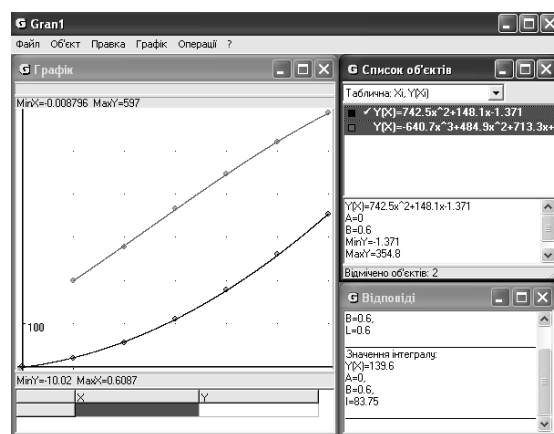 Gran1
Файл Об'єкт Правка Графік Операції ?
Графік
MinX=-0.008796 MaxY=597
100
MinY=-10.02 MaxX=0.6087
X Y
Список об'єктів
Таблична: Xi, Y(Xi)
Y(X)=742.5x^2+148.1x-1.371
Y(X)=-640.7x^3+484.9x^2+713.3x+
Y(X)=742.5x^2+148.1x-1.371
A=0
B=0.6
MinY=-1.371
MaxY=354.8
Відмічено об'єктів: 2
Відповіді
B=0.6,
L=0.6
Значення інтегралу:
Y(X)=139.6
A=0,
B=0.6,
I=83.75